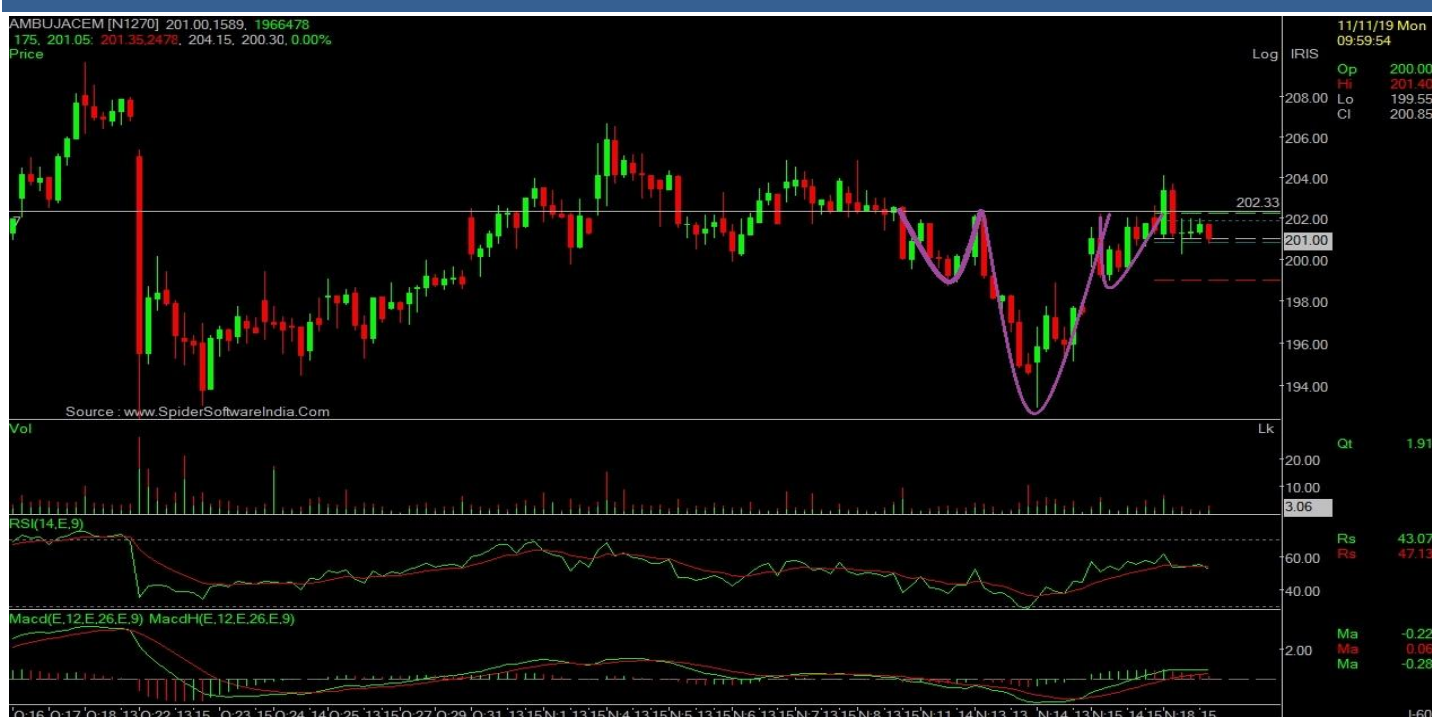 AMBUJACEM [N1270] 201.00,1589, 1966478
175, 201.05: 201.35,2478, 204.15, 200.30, 0.00%
Price
Log
IRIS
11/11/19 Mon
09:59:54
Op 200.00
Hi 201.40
Lo 199.55
Cl 200.85
208.00
206.00
204.00
202.33
202.00
201.00
200.00
198.00
196.00
194.00
Source : www.SpiderSoftwareIndia.Com
Vol
Lk
Qt 1.91
20.00
10.00
3.06
RSI(14,E,9)
Rs 43.07
Rs 47.13
60.00
40.00
Macd(E,12,E,26,E,9) MacdH(E,12,E,26,E,9)
Ma -0.22
Ma 0.06
Ma -0.28
2.00